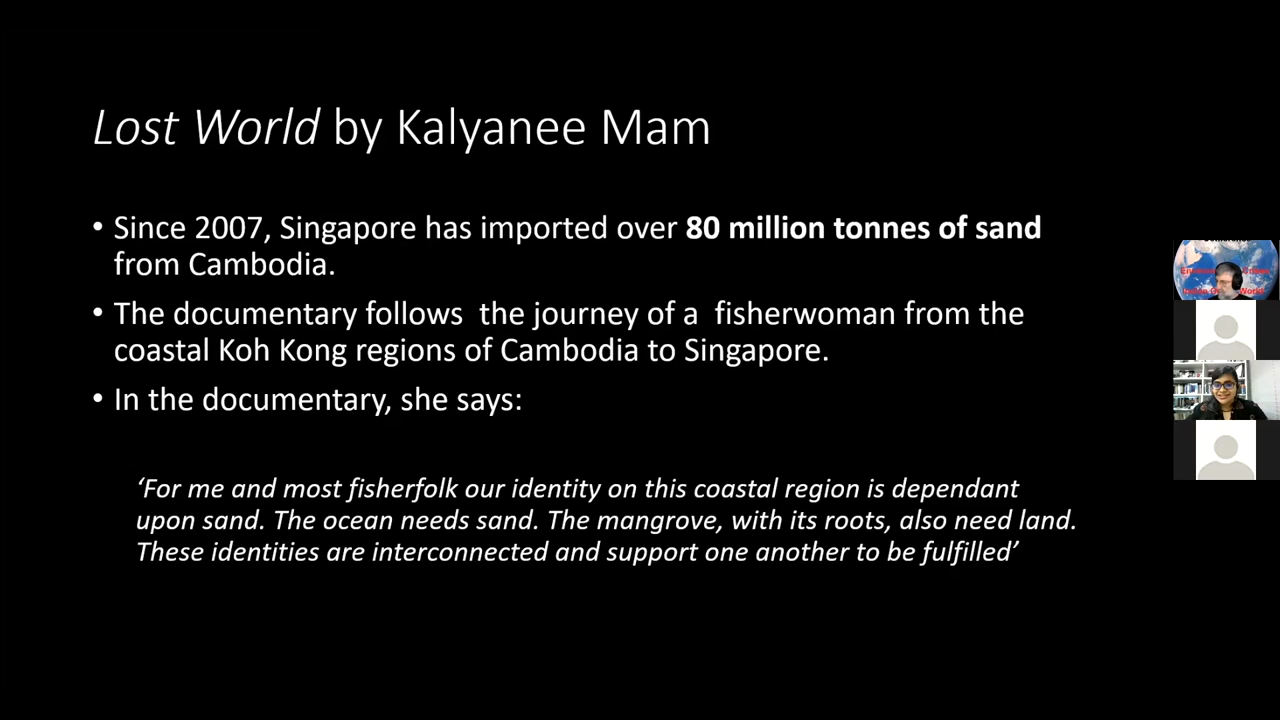 Lost World by Kalyanee Mam
• Since 2007, Singapore has imported over 80 million tonnes of sand
from Cambodia.
• The documentary follows  the journey of a  fisherwoman from the
coastal Koh Kong regions of Cambodia to Singapore.
• In the documentary, she says:
‘For me and most fisherfolk our identity on this coastal region is dependant
upon sand. The ocean needs sand. The mangrove, with its roots, also need land.
These identities are interconnected and support one another to be fulfilled’
World